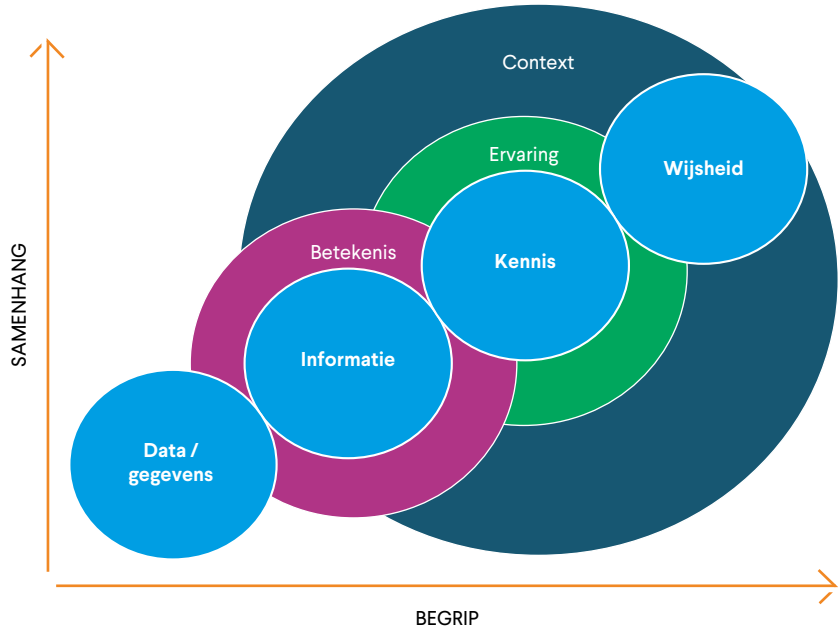 Context
Ervaring
Wijsheid
Betekenis
Kennis
Informatie
Data /
gegevens
SAMENHANG
BEGRIP